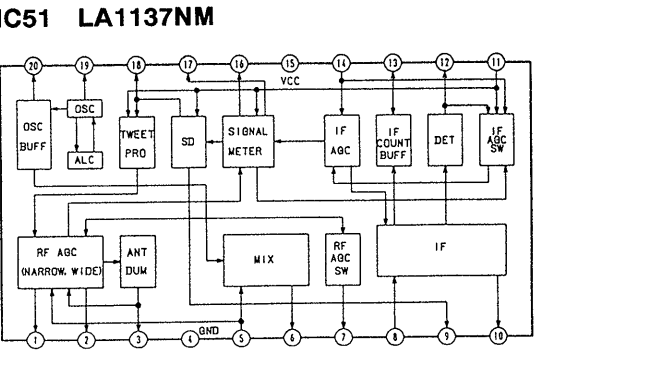 IC51 LA1137NM
20 19 18 17 16 15 14 13 12 11
VCC
OSC
BUFF
OSC
ALC
TWEET
PRO
SD
SIGNAL
METER
IF
AGC
IF
COUNT
BUFF
DET
IF
AGC
SW
RF AGC
(NARROW, WIDE)
ANT
DUM
MIX
RF
AGC
SW
IF
GND
1 2 3 4 5 6 7 8 9 10